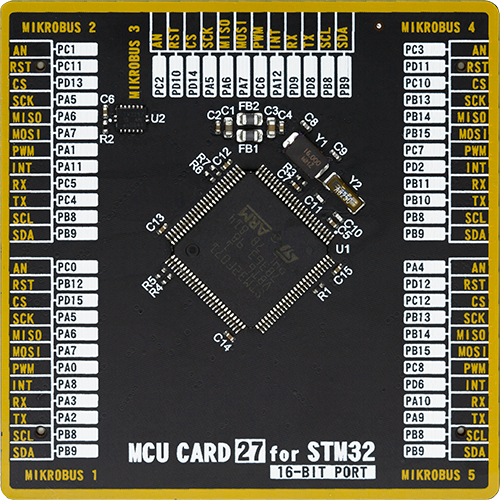 MIKROBUS 2
AN PC1
RST PC11
CS PD13
SCK PA5
MISO PA6
MOSI PA7
PWM PA1
INT PA11
RX PC5
TX PC4
SCL PB8
SDA PB9
MIKROBUS 3
AN PC2
RST PD10
CS PD14
SCK PA5
MISO PA6
MOSI PA7
PWM PC6
INT PA12
RX PD9
TX PD8
SCL PB8
SDA PB9
MIKROBUS 4
PC3 AN
PD11 RST
PC10 CS
PB13 SCK
PB14 MISO
PB15 MOSI
PC7 PWM
PD2 INT
PB11 RX
PB10 TX
PB8 SCL
PB9 SDA
C6
U2
R2
C2 C1 FB2 C3 C4
FB1
C8
Y1
C9
Y2
C12
C7
C11
C10
C13
U1
C15
R1
R5
R4
C14
ARM
AN PC0
RST PB12
CS PD15
SCK PA5
MISO PA6
MOSI PA7
PWM PA0
INT PA8
RX PA3
TX PA2
SCL PB8
SDA PB9
MIKROBUS 1
PA4 AN
PD12 RST
PC12 CS
PB13 SCK
PB14 MISO
PB15 MOSI
PC8 PWM
PD6 INT
PA10 RX
PA9 TX
PB8 SCL
PB9 SDA
MIKROBUS 5
MCU CARD 27 for STM32
16-BIT PORT